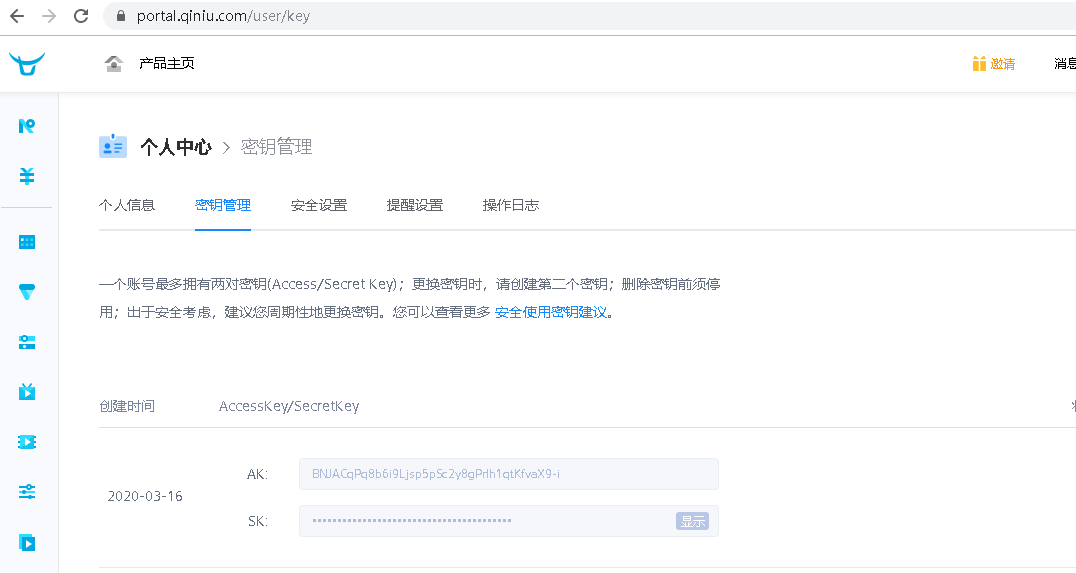 portal.qiniu.com/user/key
产品主页
邀请
消息
个人中心 > 密钥管理
个人信息 密钥管理 安全设置 提醒设置 操作日志
一个账号最多拥有两对密钥(Access/Secret Key)；更换密钥时，请创建第二个密钥；删除密钥前须停
用；出于安全考虑，建议您周期性地更换密钥。您可以查看更多 安全使用密钥建议。
创建时间 AccessKey/SecretKey
AK: BNJACqPq8b6i9Ljsp5pSc2y8gPrlh1qtKfvaX9-i
2020-03-16
SK: ••••••••••••••••••••••••••••••••••••••••
显示